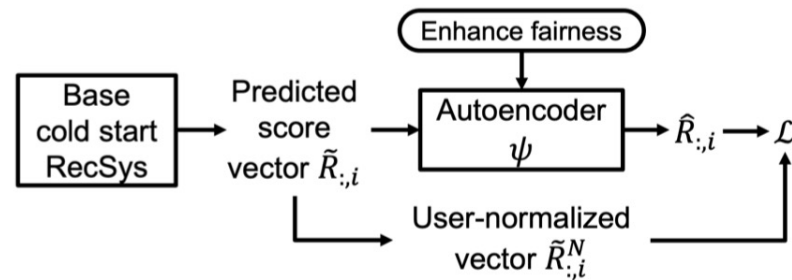 Enhance fairness
Base
cold start
RecSys
Predicted
score
vector R̃:,i
Autoencoder
ψ
R̂:,i
ℒ
User-normalized
vector R̃ᴺ:,i